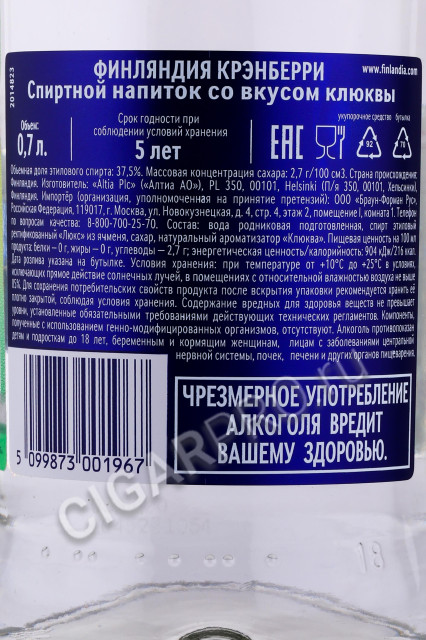 ФИНЛЯНДИЯ КРЭНБЕРРИ
www.finlandia.com
Спиртной напиток со вкусом клюквы
2014823
Объем:
0,7 л.
Срок годности при
соблюдении условий хранения
5 лет
укупорочное средство бутылка
EAC
92
70
Объемная доля этилового спирта: 37,5%. Массовая концентрация сахара: 2,7 г/100 см3. Страна происхождения:
Финляндия. Изготовитель: «Altia Plc» («Алтиа АО»), PL 350, 00101, Helsinki (П/я 350, 00101, Хельсинки),
Финляндия. Импортёр (организация, уполномоченная на принятие претензий): ООО «Браун-Форман Рус»,
Российская Федерация, 119017, г. Москва, ул. Новокузнецкая, д. 4, стр. 4, этаж 2, помещение I, комната 1. Телефон
по вопросам качества: 8-800-700-25-70. Состав: вода родниковая подготовленная, спирт этиловый
ректификованный «Люкс» из ячменя, сахар, натуральный ароматизатор «Клюква». Пищевая ценность на 100 мл
продукта: белки – 0 г, жиры – 0 г, углеводы – 2,7 г; энергетическая ценность/калорийность: 904 кДж/216 ккал.
Дата розлива указана на бутылке. Условия хранения: при температуре от +10°С до +25°С в условиях,
исключающих прямое действие солнечных лучей, в помещениях с относительной влажностью воздуха не выше
85%. Для сохранения потребительских свойств продукта после вскрытия упаковки рекомендуется хранить её
плотно закрытой, соблюдая условия хранения. Содержание вредных для здоровья веществ не превышает
уровня, установленные обязательными требованиями действующих технических регламентов. Компоненты,
полученные с использованием генно-модифицированных организмов, отсутствуют. Алкоголь противопоказан
детям и подросткам до 18 лет, беременным и кормящим женщинам, лицам с заболеваниями центральной
нервной системы, почек, печени и других органов пищеварения.
ЧРЕЗМЕРНОЕ УПОТРЕБЛЕНИЕ
АЛКОГОЛЯ ВРЕДИТ
ВАШЕМУ ЗДОРОВЬЮ.
5 099873 001967
CIGARPRO.ru
18